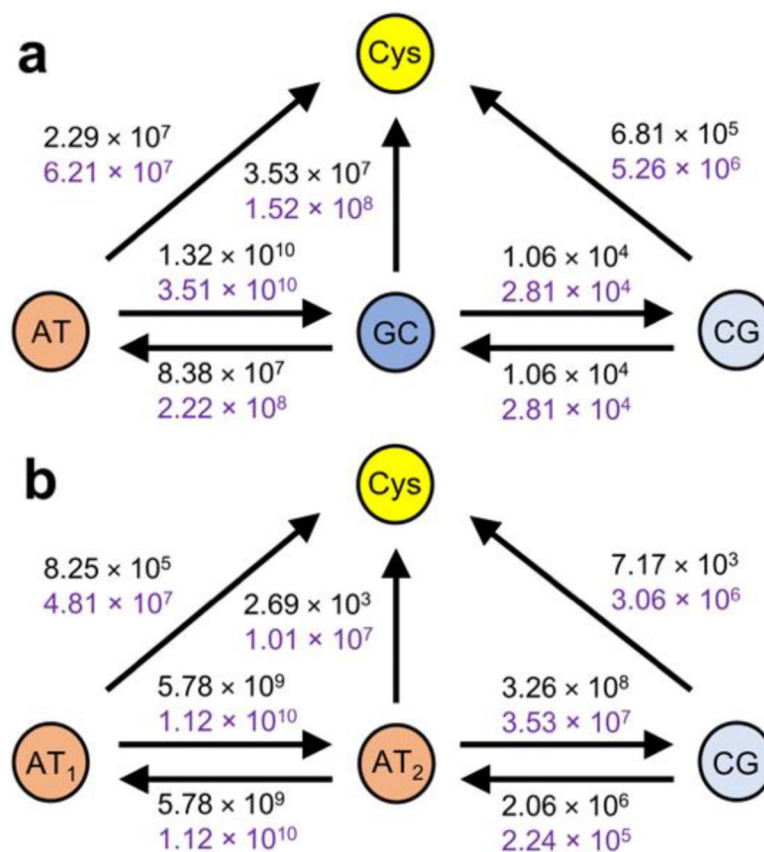 a
Cys
2.29 × 10⁷
6.21 × 10⁷
3.53 × 10⁷
1.52 × 10⁸
6.81 × 10⁵
5.26 × 10⁶
1.32 × 10¹⁰
3.51 × 10¹⁰
1.06 × 10⁴
2.81 × 10⁴
AT
GC
CG
8.38 × 10⁷
2.22 × 10⁸
1.06 × 10⁴
2.81 × 10⁴
b
Cys
8.25 × 10⁵
4.81 × 10⁷
2.69 × 10³
1.01 × 10⁷
7.17 × 10³
3.06 × 10⁶
5.78 × 10⁹
1.12 × 10¹⁰
3.26 × 10⁸
3.53 × 10⁷
AT₁
AT₂
CG
5.78 × 10⁹
1.12 × 10¹⁰
2.06 × 10⁶
2.24 × 10⁵